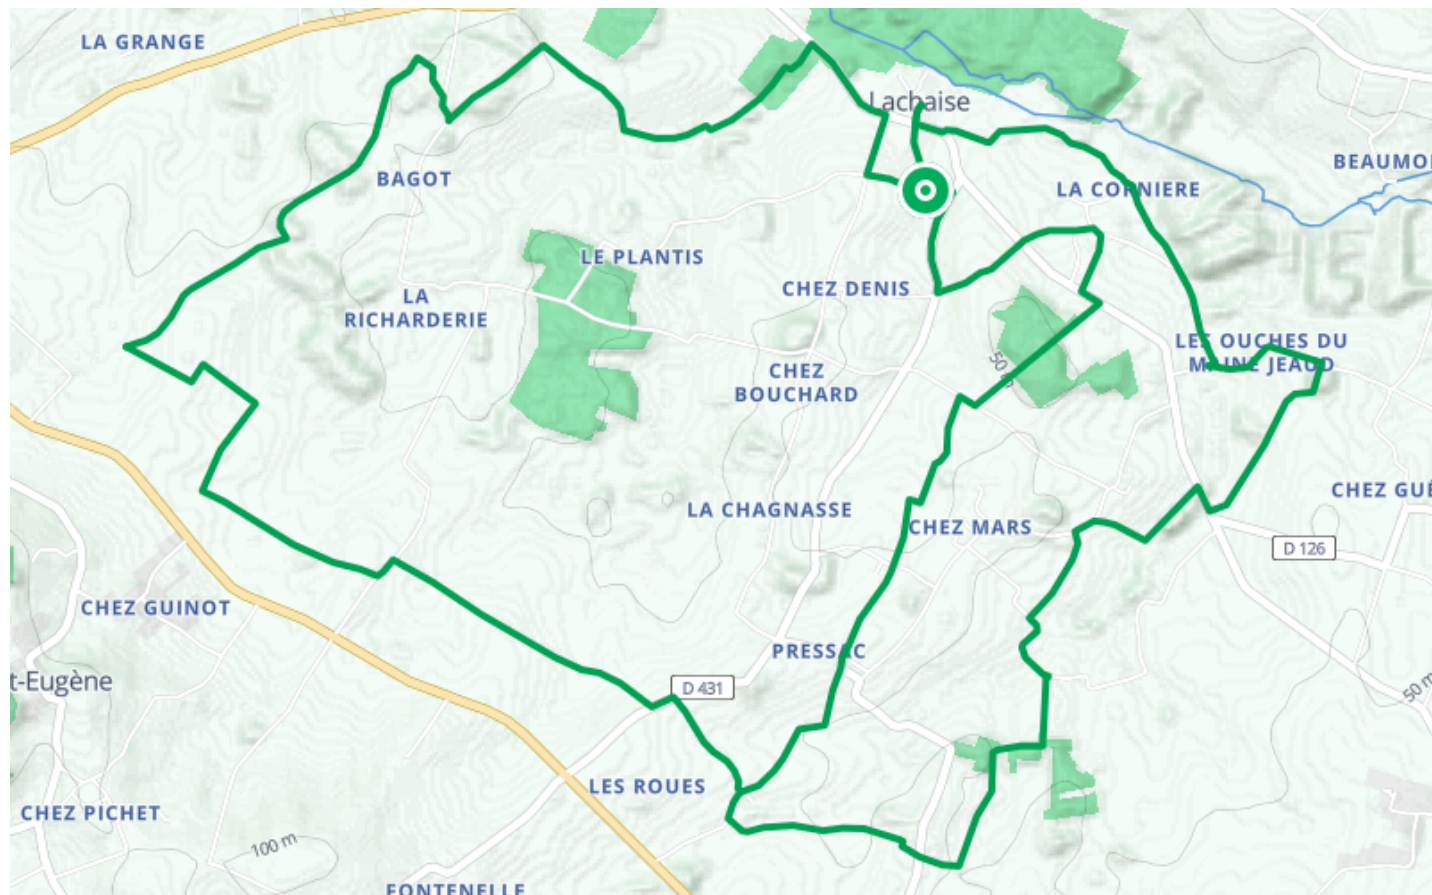 LA GRANGE
Lachaise
BEAUMO
BAGOT
LA CORNIERE
LE PLANTIS
CHEZ DENIS
LA
RICHARDERIE
LES OUCHES DU
MAINE JEAUD
50 m
CHEZ
BOUCHARD
CHEZ GUÉ
LA CHAGNASSE
CHEZ MARS
D 126
CHEZ GUINOT
PRESSAC
t-Eugène
D 431
50 m
LES ROUES
CHEZ PICHET
100 m
FONTENELLE